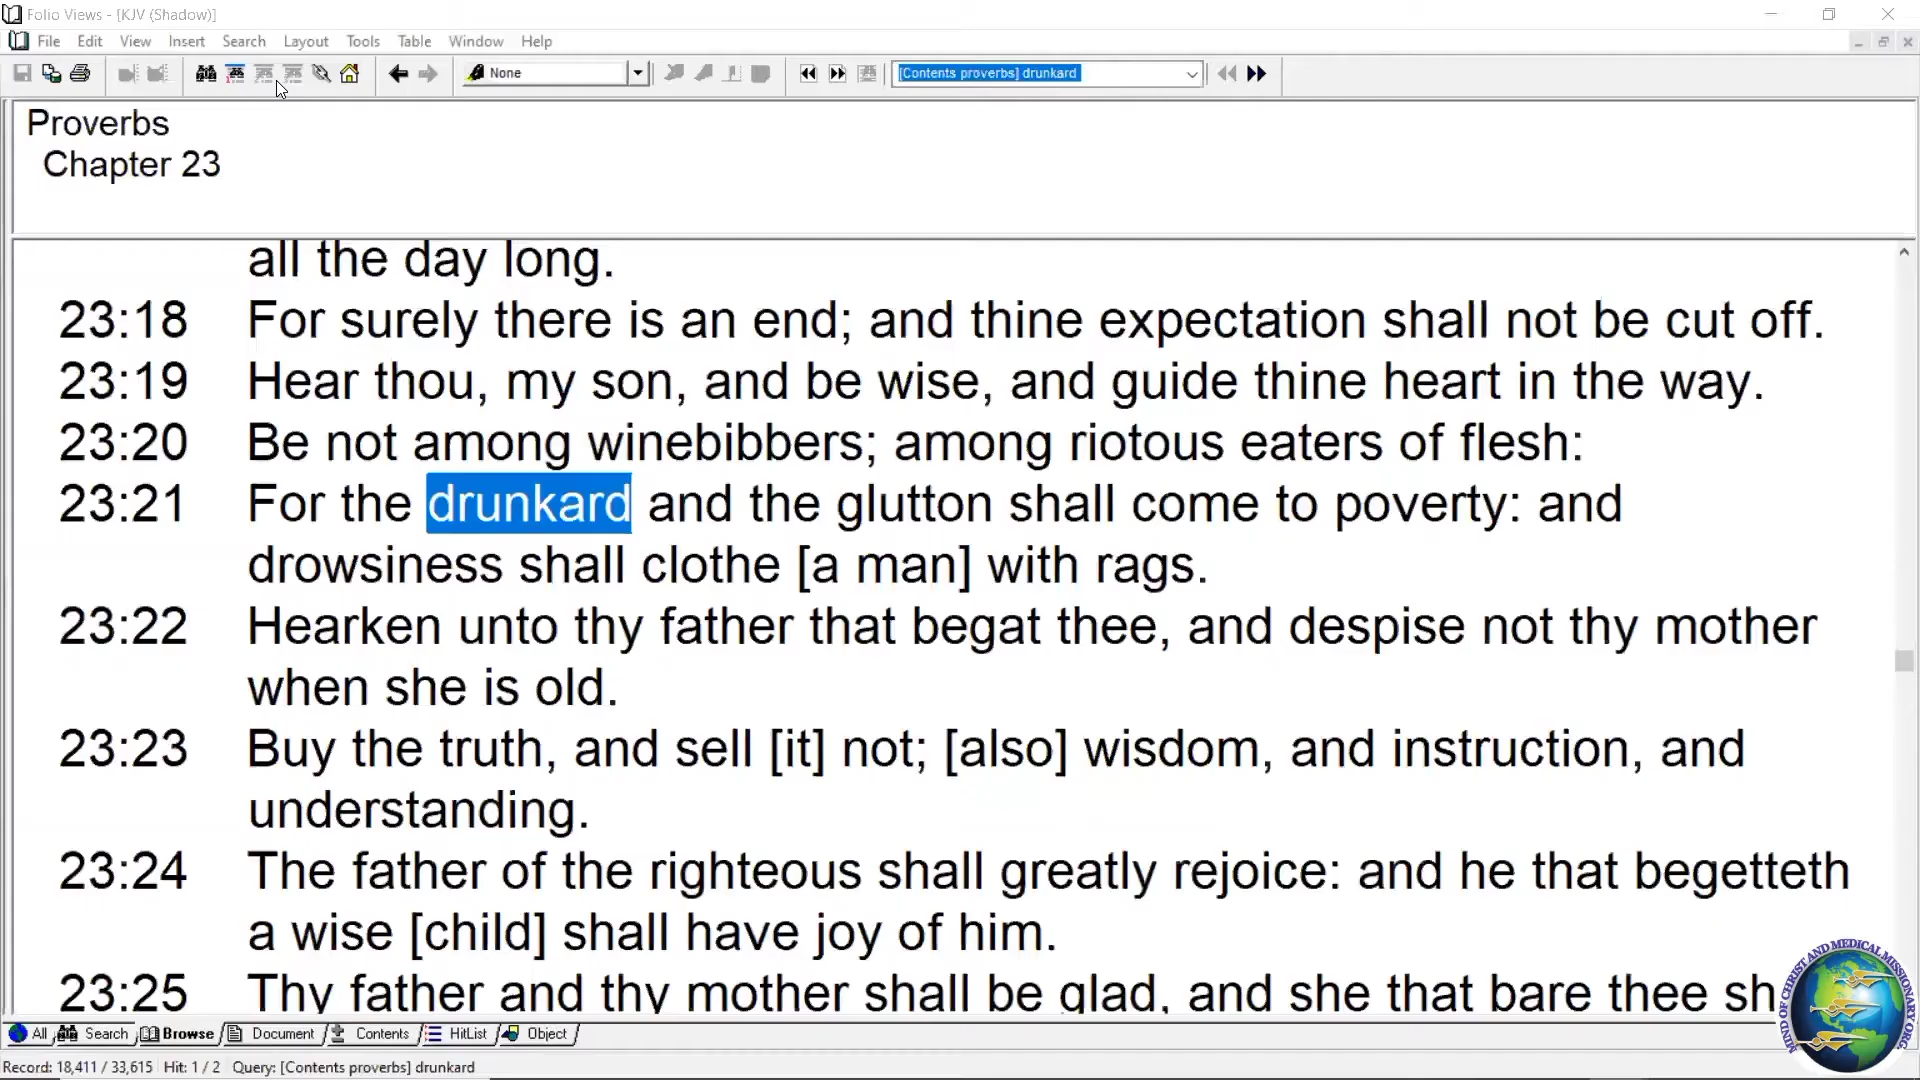 Folio Views - [KJV (Shadow)]
File Edit View Insert Search Layout Tools Table Window Help
None [Contents proverbs] drunkard
Proverbs
Chapter 23
all the day long.
23:18 For surely there is an end; and thine expectation shall not be cut off.
23:19 Hear thou, my son, and be wise, and guide thine heart in the way.
23:20 Be not among winebibbers; among riotous eaters of flesh:
23:21 For the drunkard and the glutton shall come to poverty: and
drowsiness shall clothe [a man] with rags.
23:22 Hearken unto thy father that begat thee, and despise not thy mother
when she is old.
23:23 Buy the truth, and sell [it] not; [also] wisdom, and instruction, and
understanding.
23:24 The father of the righteous shall greatly rejoice: and he that begetteth
a wise [child] shall have joy of him.
23:25 Thy father and thy mother shall be glad, and she that bare thee sh
MIND OF CHRIST AND MEDICAL MISSIONARY.ORG
All Search Browse Document Contents HitList Object
Record: 18,411 / 33,615 Hit: 1 / 2 Query: [Contents proverbs] drunkard